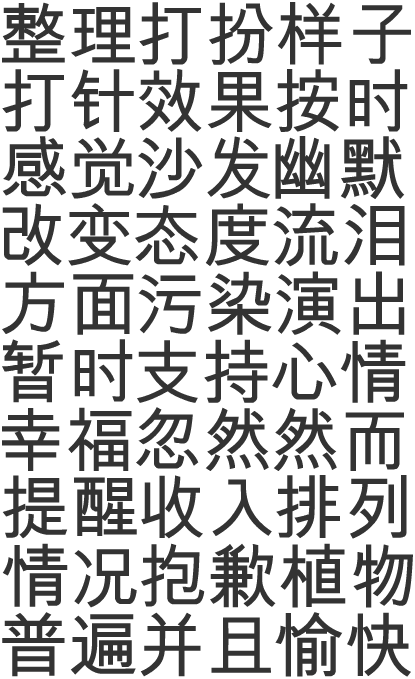 整理打扮样子
打针效果按时
感觉沙发幽默
改变态度流泪
方面污染演出
暂时支持心情
幸福忽然然而
提醒收入排列
情况抱歉植物
普遍并且愉快